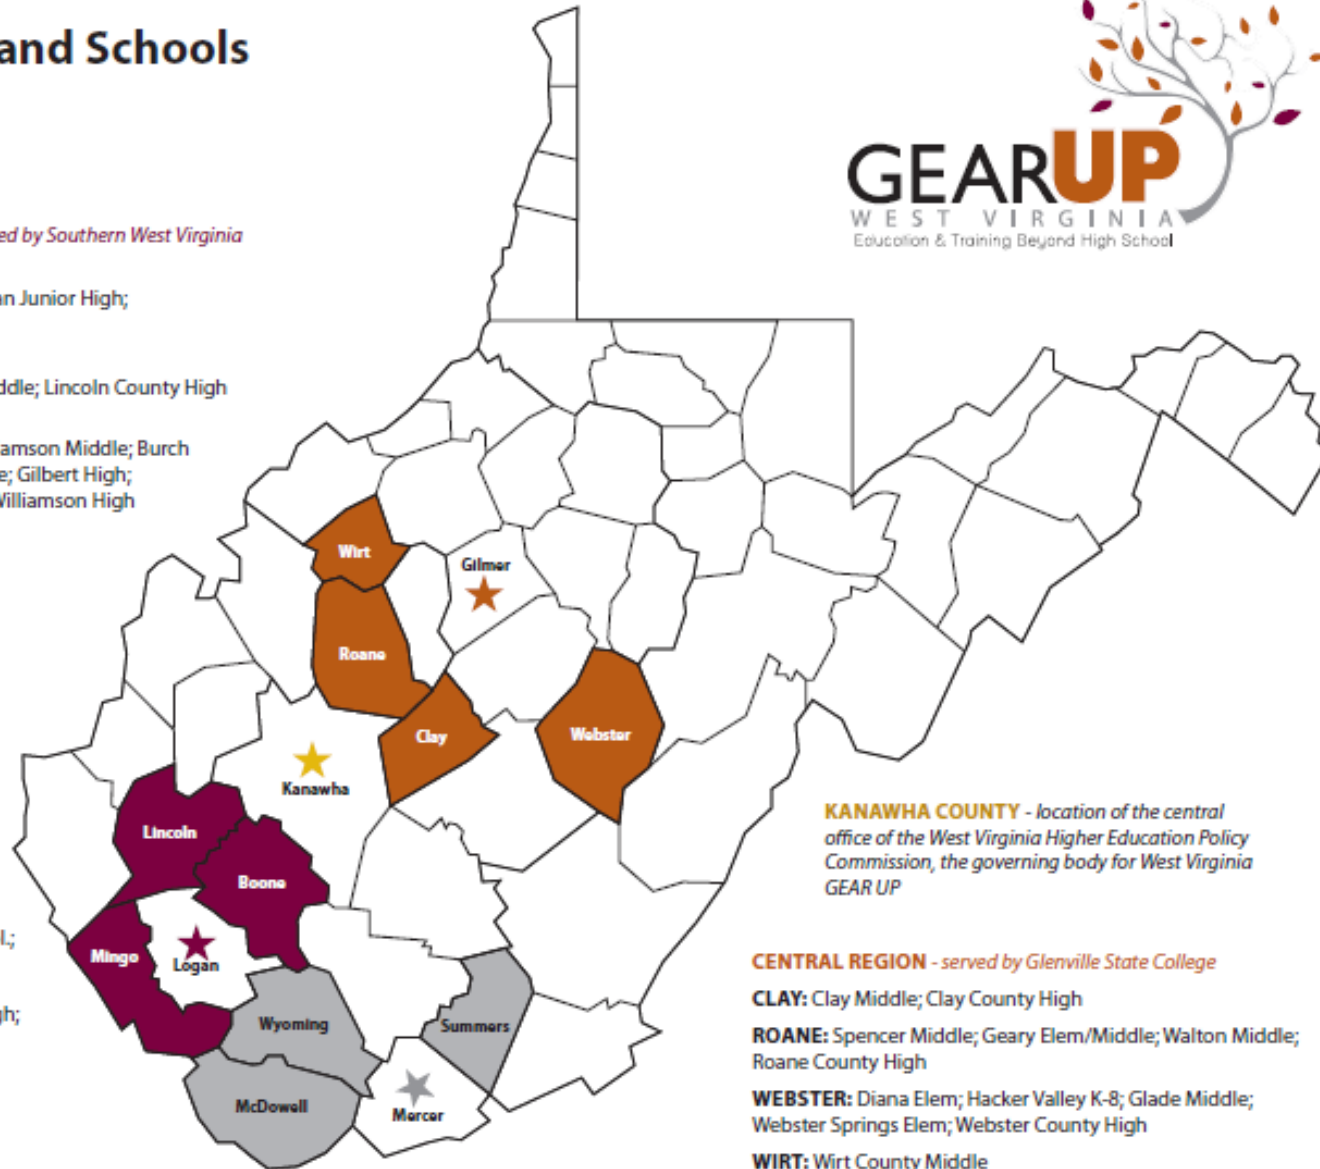 and Schools
GEARUP
WEST VIRGINIA
Education & Training Beyond High School
ed by Southern West Virginia
an Junior High;
ddle; Lincoln County High
amson Middle; Burch
e; Gilbert High;
Williamson High
l.;
gh;
Wirt
Gilmer
Roane
Clay
Webster
Kanawha
Lincoln
Boone
Mingo
Logan
Wyoming
Summers
McDowell
Mercer
KANAWHA COUNTY - location of the central
office of the West Virginia Higher Education Policy
Commission, the governing body for West Virginia
GEAR UP
CENTRAL REGION - served by Glenville State College
CLAY: Clay Middle; Clay County High
ROANE: Spencer Middle; Geary Elem/Middle; Walton Middle;
Roane County High
WEBSTER: Diana Elem; Hacker Valley K-8; Glade Middle;
Webster Springs Elem; Webster County High
WIRT: Wirt County Middle